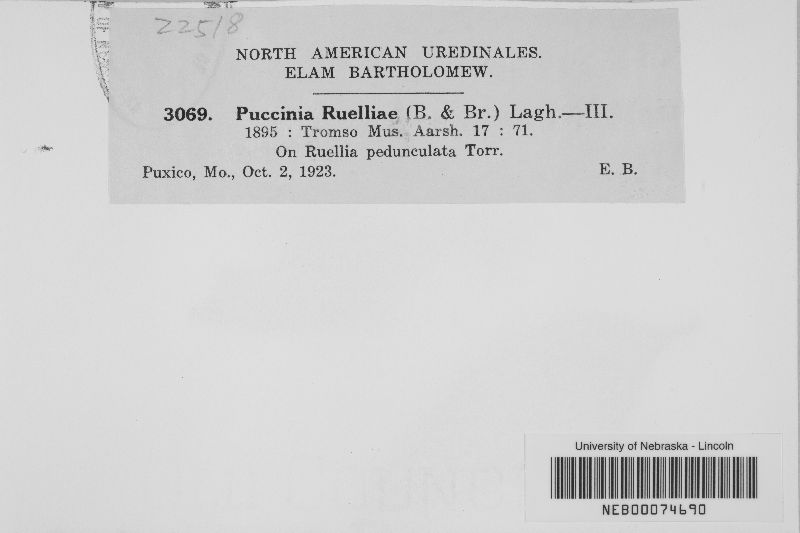 22518
NORTH AMERICAN UREDINALES.
ELAM BARTHOLOMEW.
3069. Puccinia Ruelliae (B. & Br.) Lagh.—III.
1895 : Tromso Mus. Aarsh. 17 : 71.
On Ruellia pedunculata Torr.
Puxico, Mo., Oct. 2, 1923. E. B.
University of Nebraska - Lincoln
NEB00074690